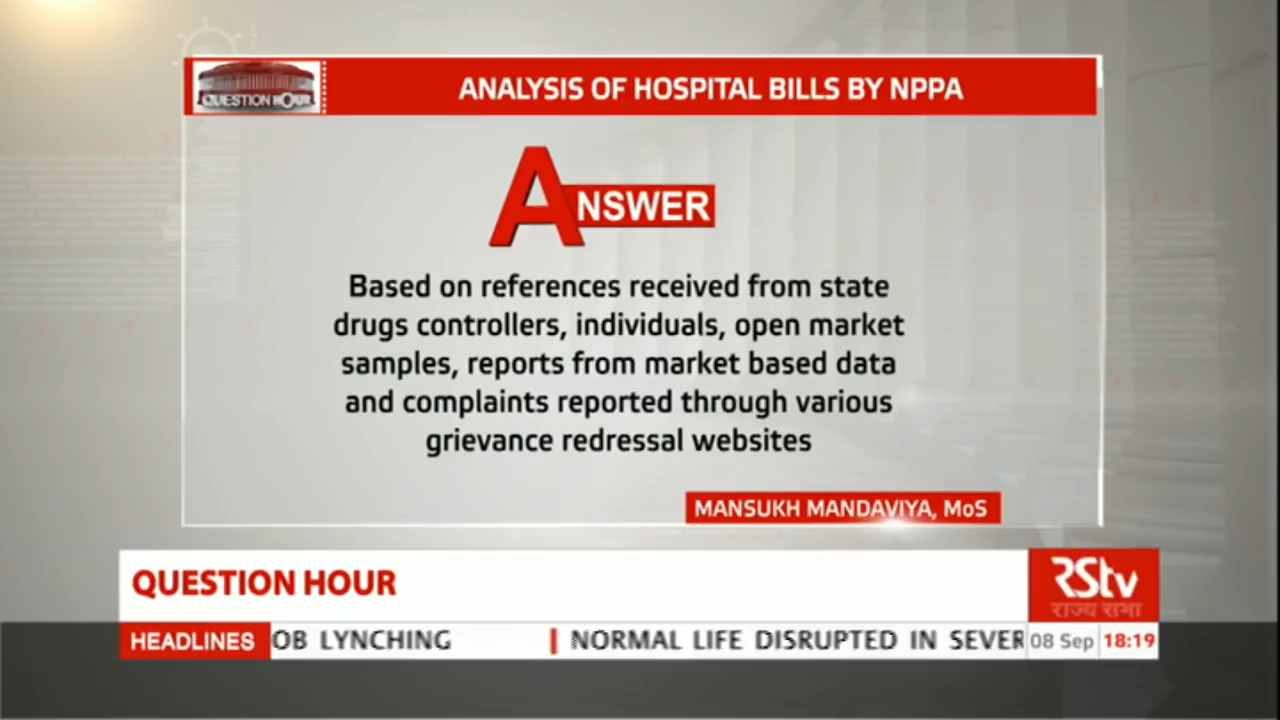 QUESTION HOUR
ANALYSIS OF HOSPITAL BILLS BY NPPA
ANSWER
Based on references received from state
drugs controllers, individuals, open market
samples, reports from market based data
and complaints reported through various
grievance redressal websites
MANSUKH MANDAVIYA, MoS
QUESTION HOUR
RStv
राज्य सभा
HEADLINES
OB LYNCHING | NORMAL LIFE DISRUPTED IN SEVER
08 Sep 18:19